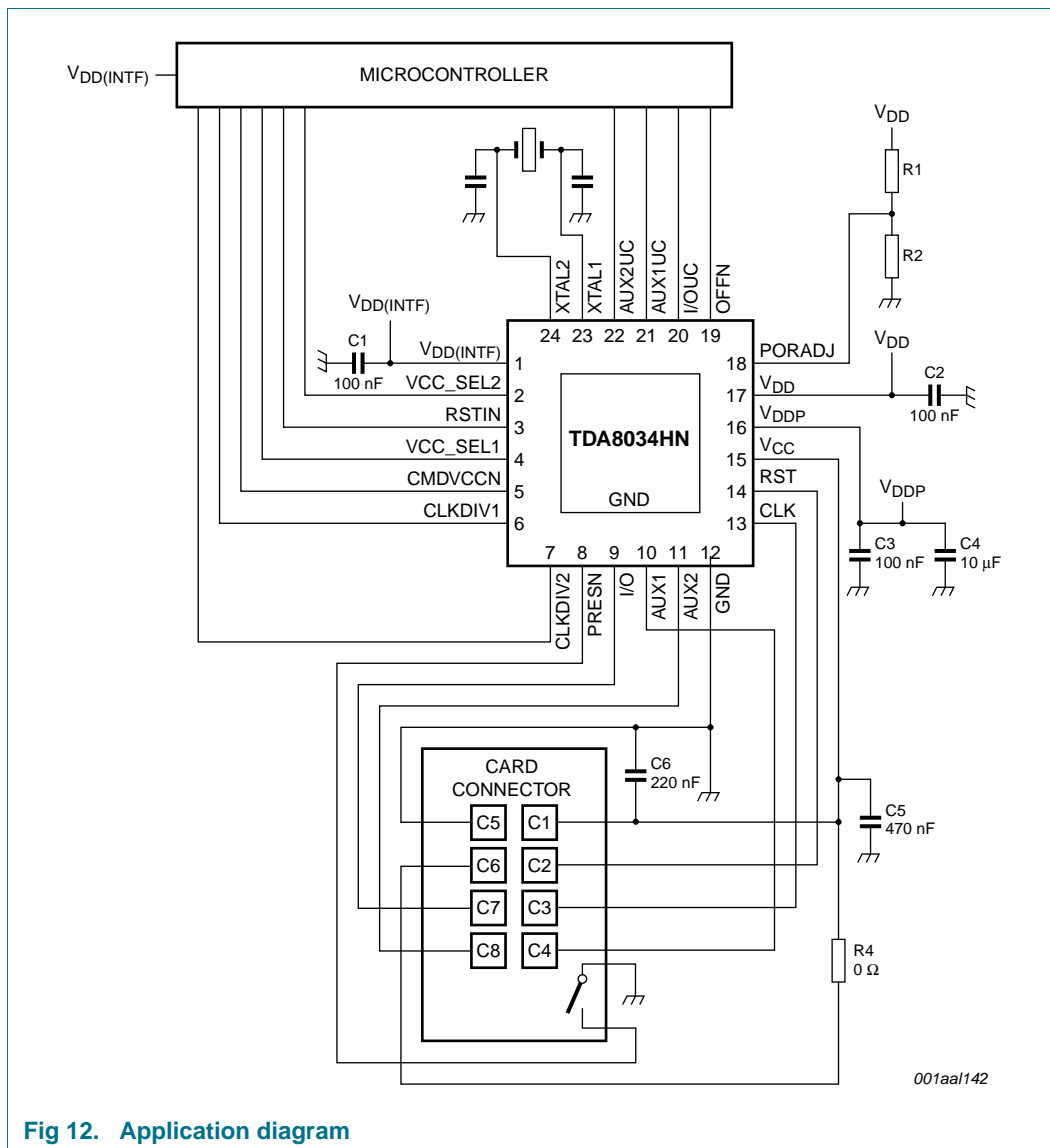 MICROCONTROLLER
VDD(INTF)
VDD
R1
R2
XTAL2
XTAL1
AUX2UC
AUX1UC
I/OUC
OFFN
VDD(INTF)
C1
100 nF
24
23
22
21
20
19
VDD(INTF)
1
VCC_SEL2
2
RSTIN
3
VCC_SEL1
4
CMDVCCN
5
CLKDIV1
6
TDA8034HN
GND
18
PORADJ
17
VDD
16
VDDP
15
VCC
14
RST
13
CLK
VDD
C2
100 nF
VDDP
C3
100 nF
C4
10 μF
7
8
9
10
11
12
CLKDIV2
PRESN
I/O
AUX1
AUX2
GND
CARD
CONNECTOR
C6
220 nF
C5
C1
C6
C2
C7
C3
C8
C4
C5
470 nF
R4
0 Ω
001aal142
Fig 12. Application diagram